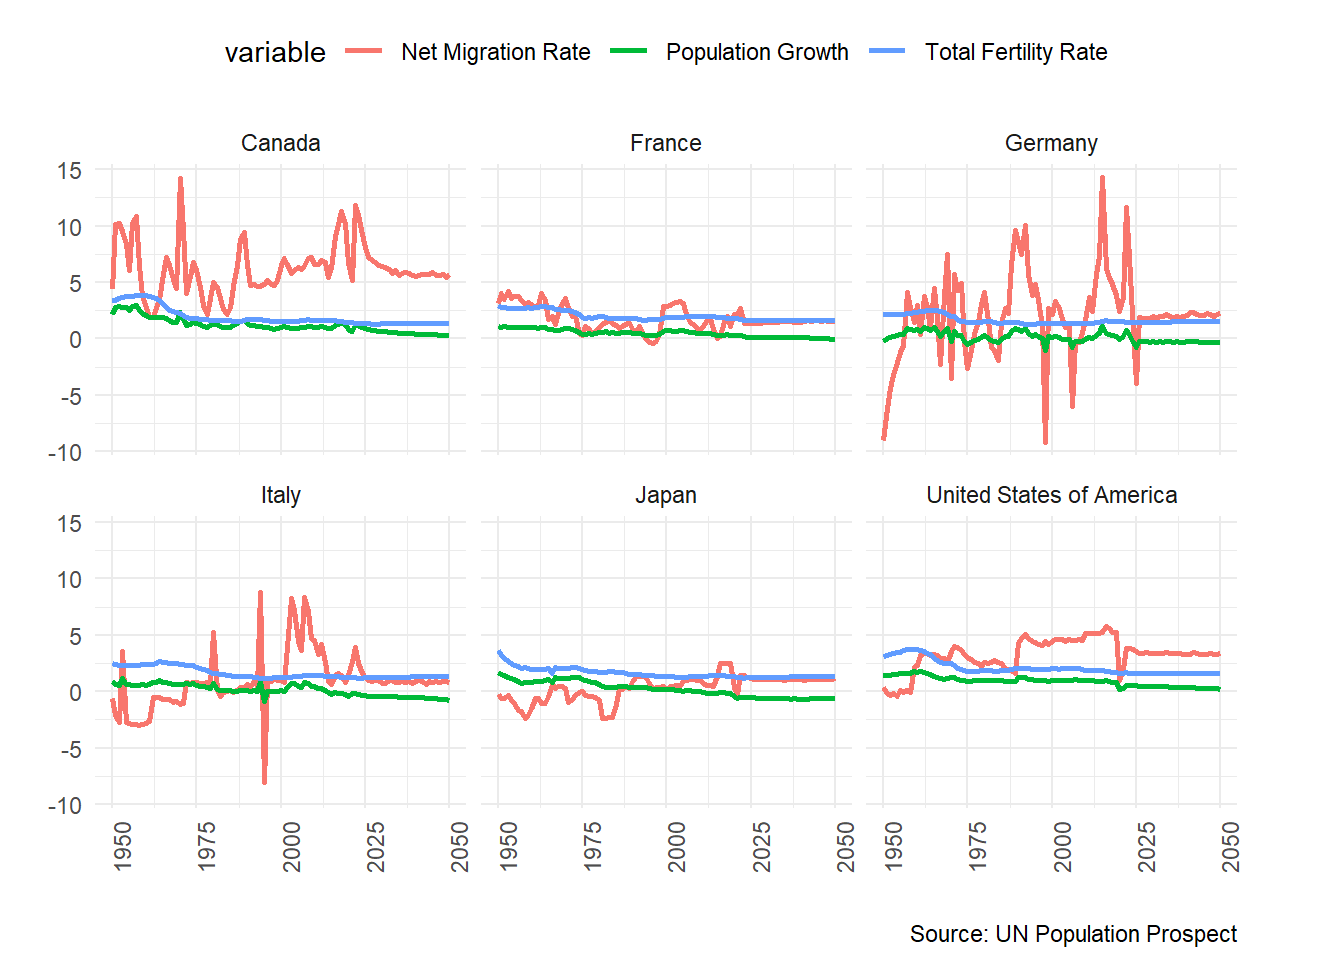 variable Net Migration Rate Population Growth Total Fertility Rate
Canada France Germany
15
10
5
0
-5
-10
Italy Japan United States of America
15
10
5
0
-5
-10
1950 1975 2000 2025 2050 1950 1975 2000 2025 2050 1950 1975 2000 2025 2050
Source: UN Population Prospect